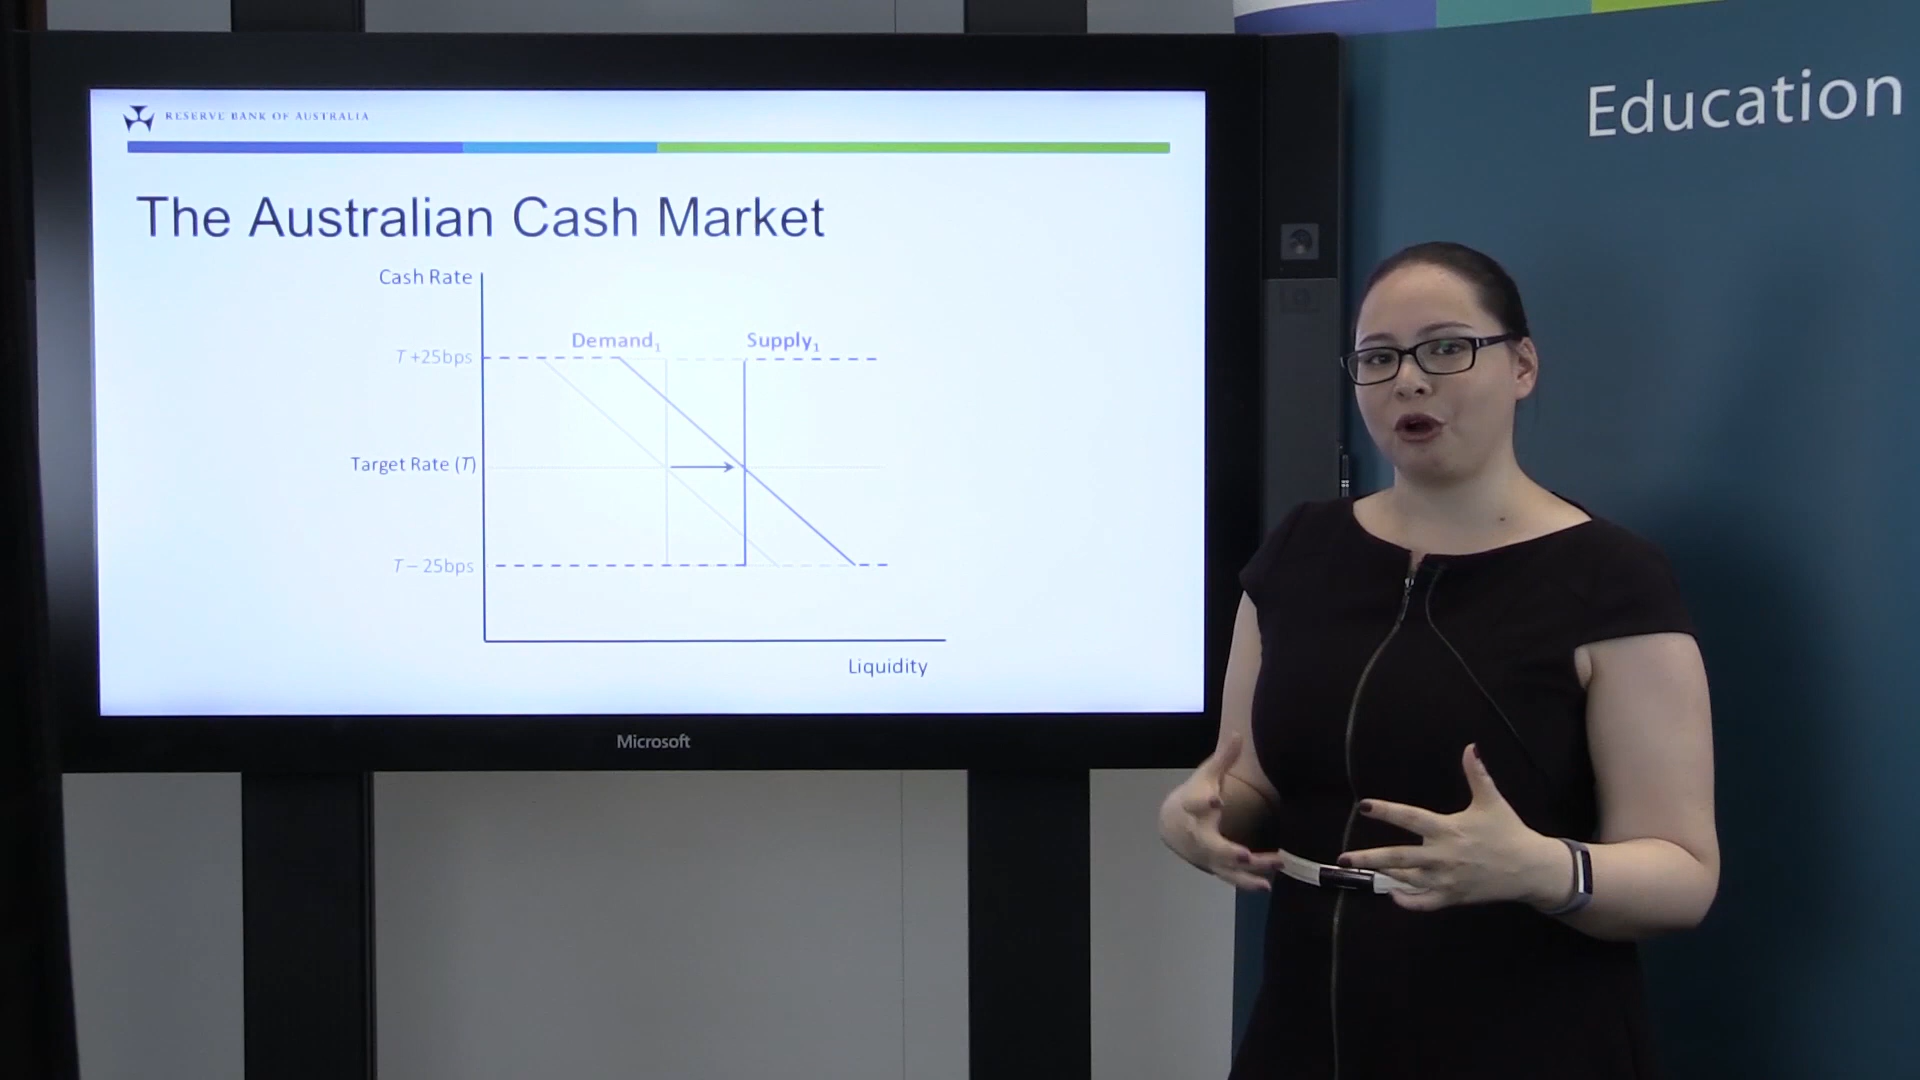 RESERVE BANK OF AUSTRALIA
Education
The Australian Cash Market
Cash Rate
Demand1
Supply1
T +25bps
Target Rate (T)
T – 25bps
Liquidity
Microsoft